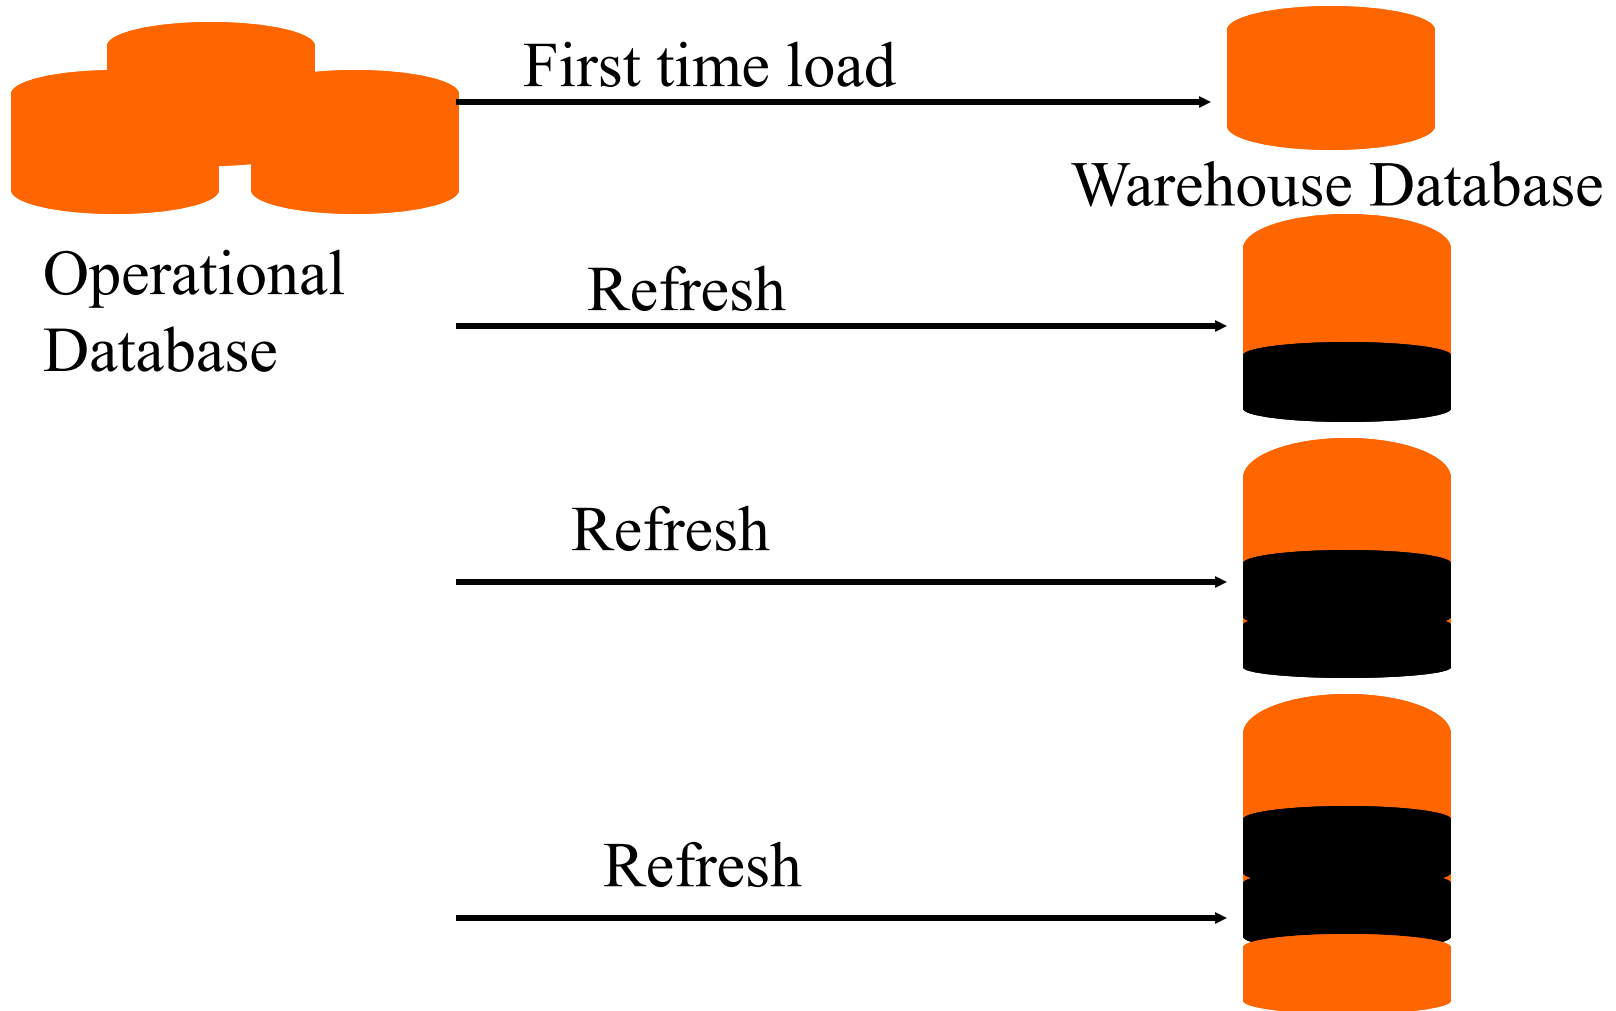 First time load
Warehouse Database
Operational
Database
Refresh
Refresh
Refresh